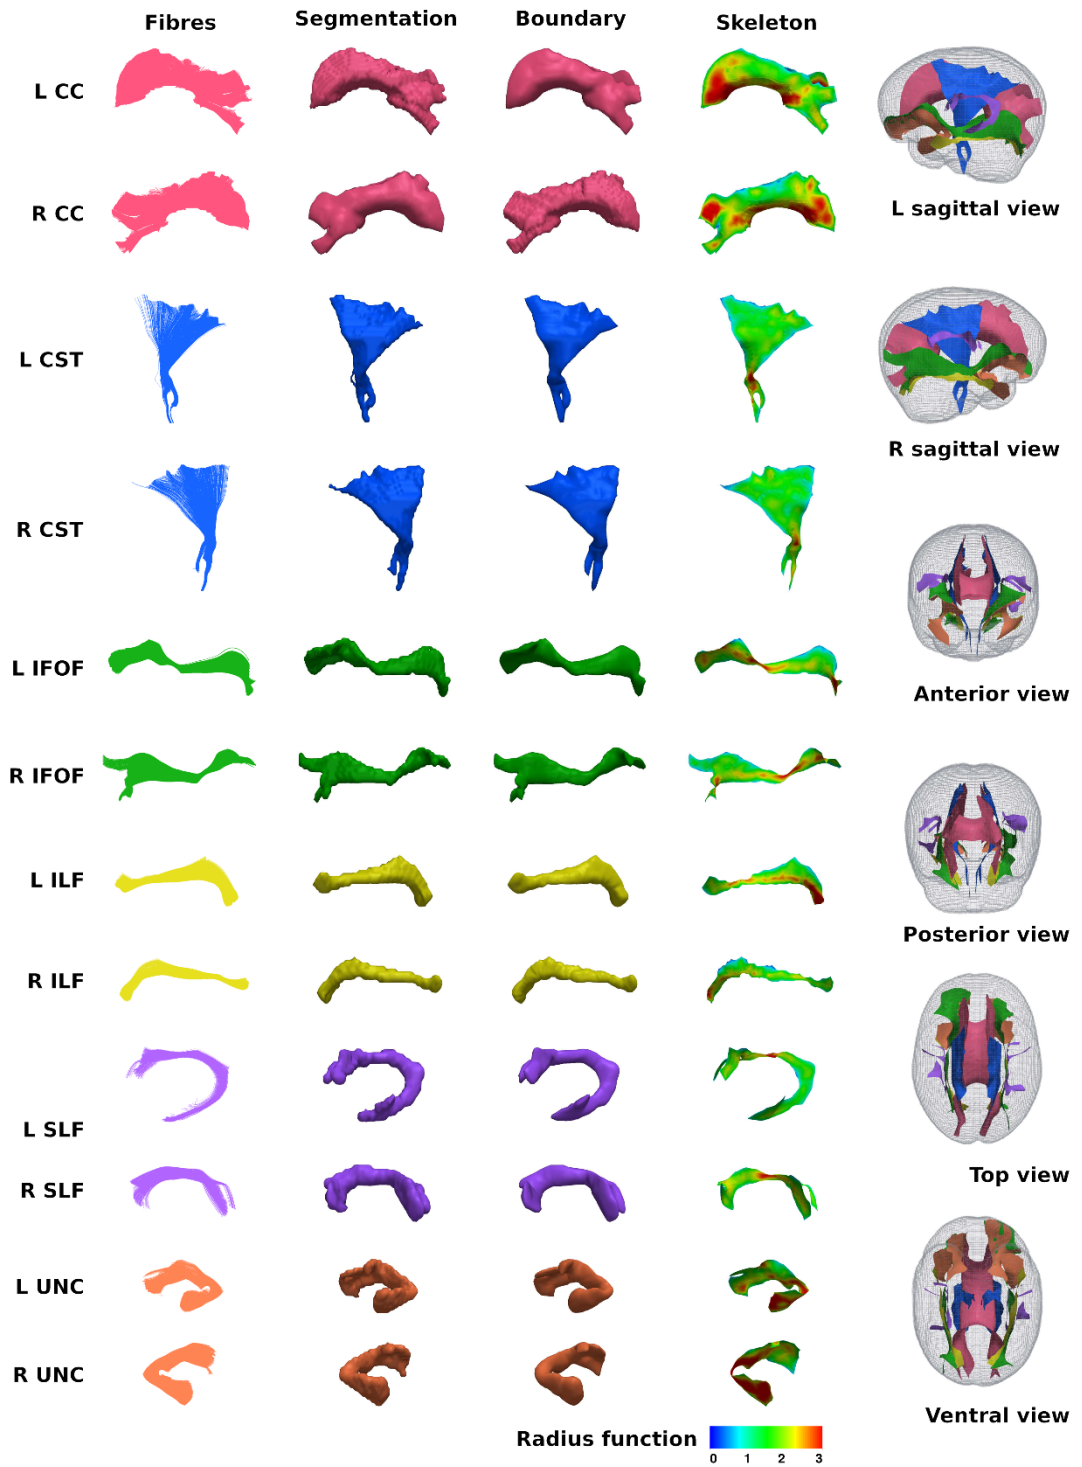 Fibres Segmentation Boundary Skeleton
L CC
R CC
L CST
R CST
L IFOF
R IFOF
L ILF
R ILF
L SLF
R SLF
L UNC
R UNC
L sagittal view
R sagittal view
Anterior view
Posterior view
Top view
Ventral view
Radius function
0 1 2 3